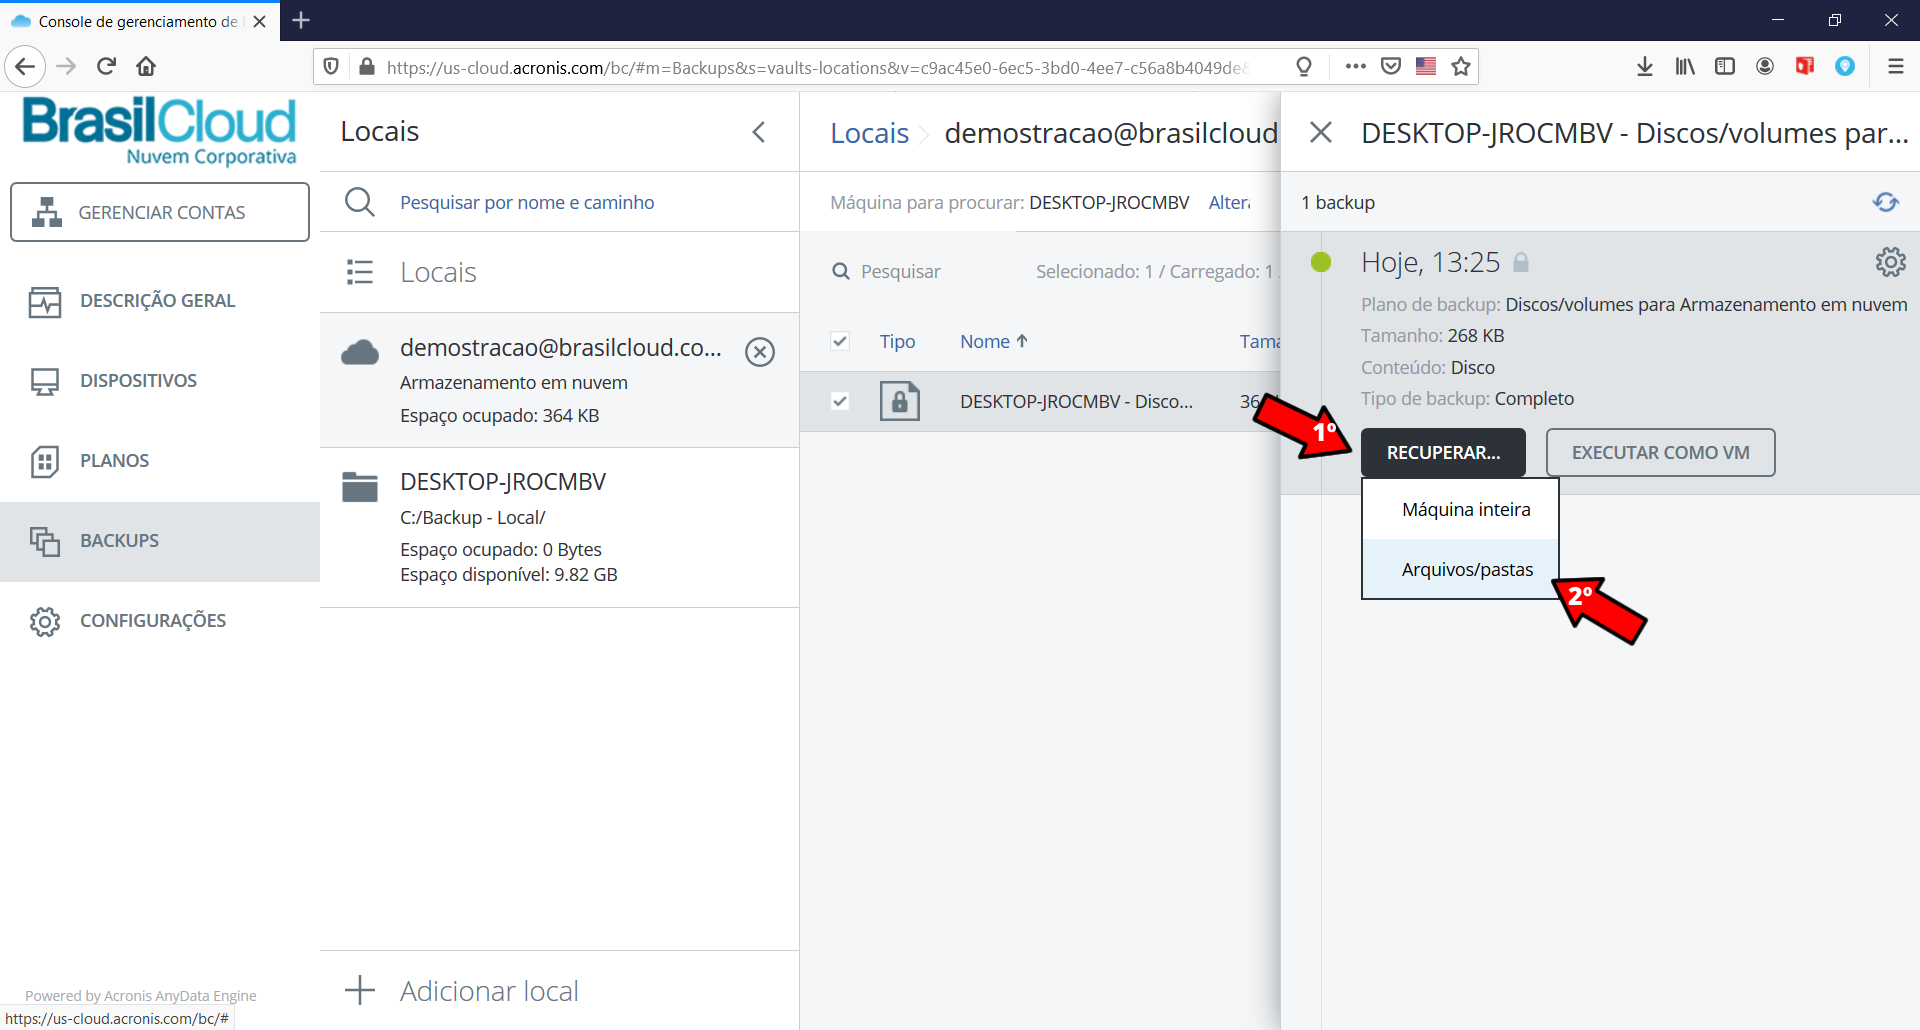 Console de gerenciamento de
https://us-cloud.acronis.com/bc/#m=Backups&s=vaults-locations&v=c9ac45e0-6ec5-3bd0-4ee7-c56a8b4049de8
BrasilCloud
Nuvem Corporativa
GERENCIAR CONTAS
DESCRIÇÃO GERAL
DISPOSITIVOS
PLANOS
BACKUPS
CONFIGURAÇÕES
Powered by Acronis AnyData Engine
https://us-cloud.acronis.com/bc/#
Locais
Pesquisar por nome e caminho
Locais
demostracao@brasilcloud.co...
Armazenamento em nuvem
Espaço ocupado: 364 KB
DESKTOP-JROCMBV
C:/Backup - Local/
Espaço ocupado: 0 Bytes
Espaço disponível: 9.82 GB
Adicionar local
Locais demostracao@brasilcloud
Máquina para procurar: DESKTOP-JROCMBV Altera
Pesquisar Selecionado: 1 / Carregado: 1
Tipo Nome Tama
DESKTOP-JROCMBV - Disco... 36
DESKTOP-JROCMBV - Discos/volumes par...
1 backup
Hoje, 13:25
Plano de backup: Discos/volumes para Armazenamento em nuvem
Tamanho: 268 KB
Conteúdo: Disco
Tipo de backup: Completo
1º
RECUPERAR... EXECUTAR COMO VM
Máquina inteira
Arquivos/pastas
2º